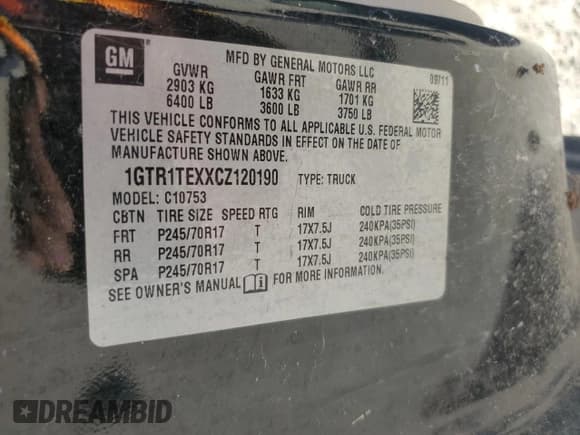 GM
MFD BY GENERAL MOTORS LLC
09/11
GVWR GAWR FRT GAWR RR
2903 KG 1633 KG 1701 KG
6400 LB 3600 LB 3750 LB
THIS VEHICLE CONFORMS TO ALL APPLICABLE U.S. FEDERAL MOTOR
VEHICLE SAFETY STANDARDS IN EFFECT ON THE DATE OF
MANUFACTURE SHOWN ABOVE.
1GTR1TEXXCZ120190 TYPE: TRUCK
MODEL: C10753
CBTN TIRE SIZE SPEED RTG RIM COLD TIRE PRESSURE
FRT P245/70R17 T 17X7.5J 240KPA(35PSI)
RR P245/70R17 T 17X7.5J 240KPA(35PSI)
SPA P245/70R17 T 17X7.5J 240KPA(35PSI)
SEE OWNER'S MANUAL FOR MORE INFORMATION.
DREAMBID